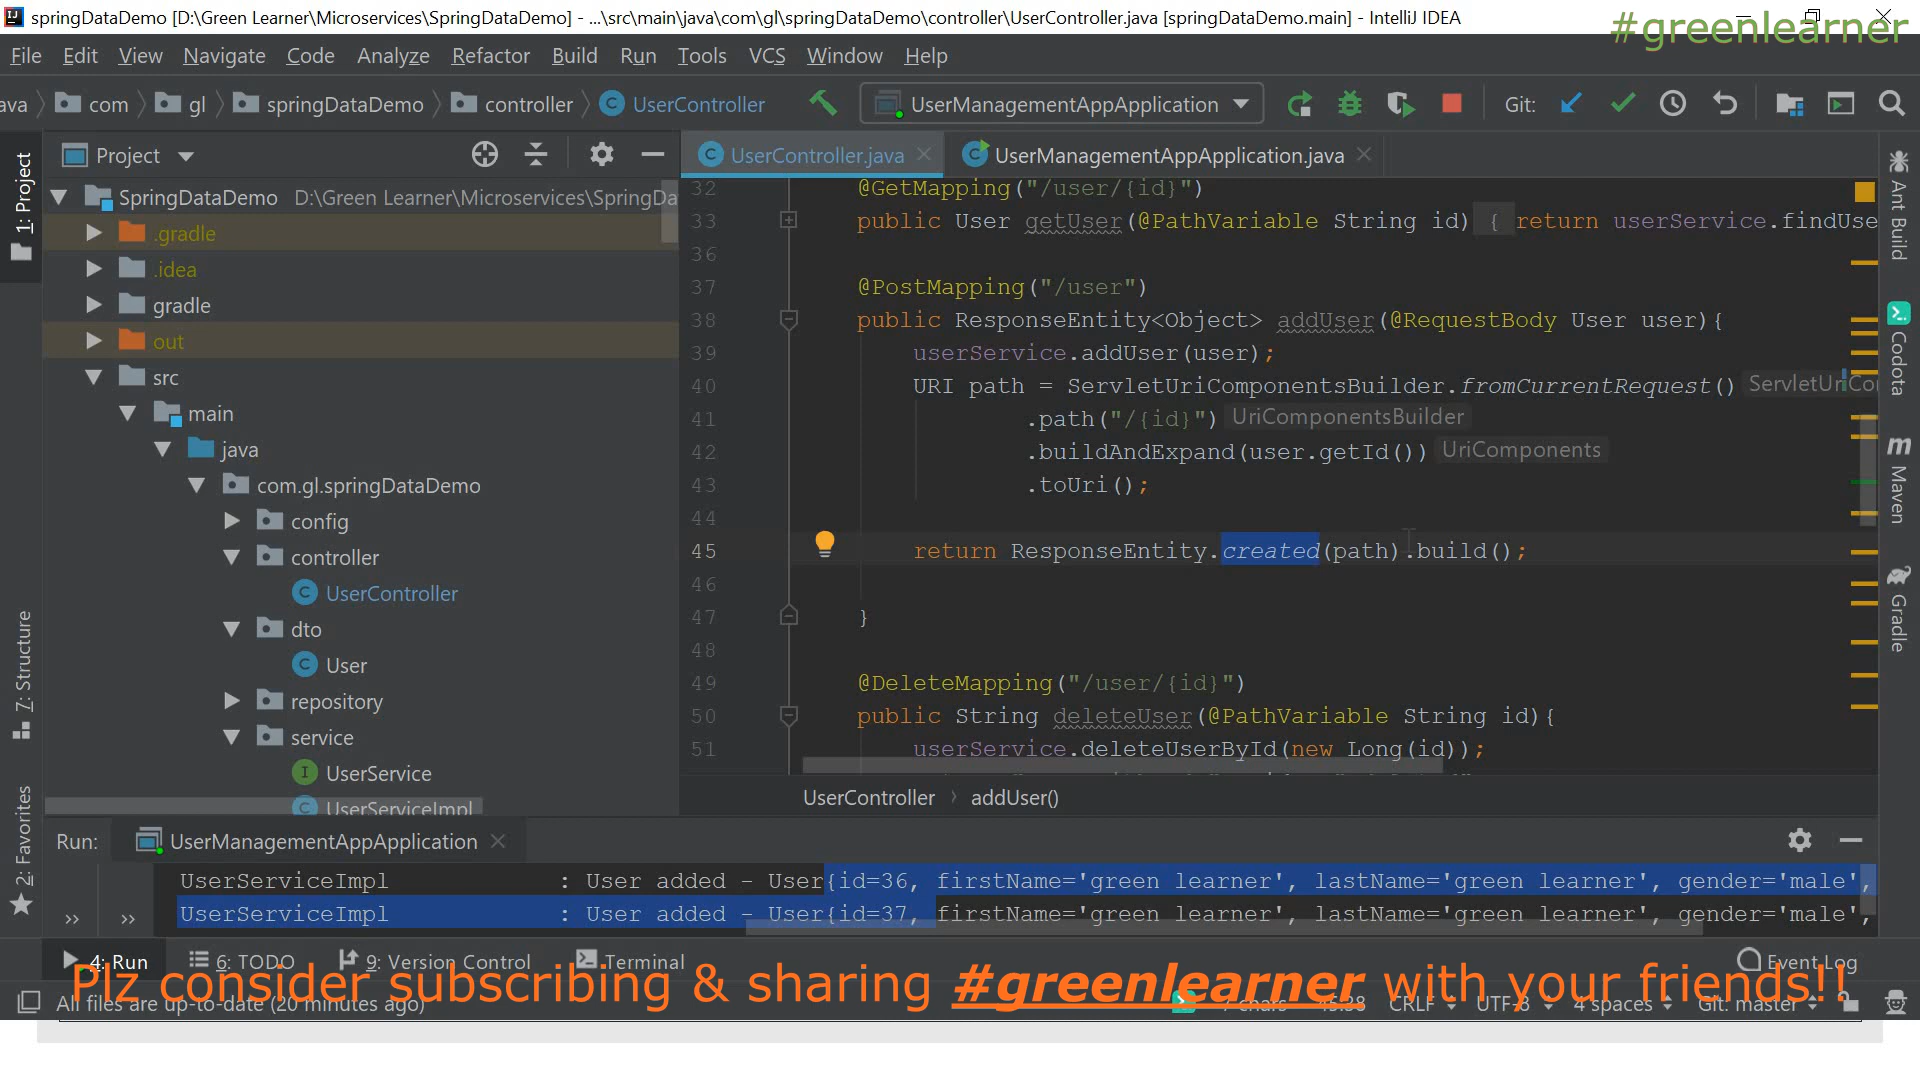 springDataDemo [D:\Green Learner\Microservices\SpringDataDemo] - ...\src\main\java\com\gl\springDataDemo\controller\UserController.java [springDataDemo.main] - IntelliJ IDEA
#greenlearner
File Edit View Navigate Code Analyze Refactor Build Run Tools VCS Window Help
ava com gl springDataDemo controller UserController UserManagementAppApplication Git:
1: Project
Project
UserController.java UserManagementAppApplication.java
SpringDataDemo D:\Green Learner\Microservices\SpringDa
.gradle
.idea
gradle
out
src
main
java
com.gl.springDataDemo
config
controller
UserController
dto
User
repository
service
UserService
UserServiceImpl
32 @GetMapping("/user/{id}")
33 public User getUser(@PathVariable String id) { return userService.findUse
36
37 @PostMapping("/user")
38 public ResponseEntity<Object> addUser(@RequestBody User user){
39 userService.addUser(user);
40 URI path = ServletUriComponentsBuilder.fromCurrentRequest() ServletUriCo
41 .path("/{id}") UriComponentsBuilder
42 .buildAndExpand(user.getId()) UriComponents
43 .toUri();
44
45 return ResponseEntity.created(path).build();
46
47 }
48
49 @DeleteMapping("/user/{id}")
50 public String deleteUser(@PathVariable String id){
51 userService.deleteUserById(new Long(id));
UserController › addUser()
Ant Build
Codota
Maven
Gradle
7: Structure
2: Favorites
Run: UserManagementAppApplication
UserServiceImpl : User added - User{id=36, firstName='green learner', lastName='green learner', gender='male',
UserServiceImpl : User added - User{id=37, firstName='green learner', lastName='green learner', gender='male',
4: Run 6: TODO 9: Version Control Terminal Event Log
Plz consider subscribing & sharing #greenlearner with your friends!!
All files are up-to-date (20 minutes ago) 7 chars 45:38 CRLF UTF-8 4 spaces Git: master